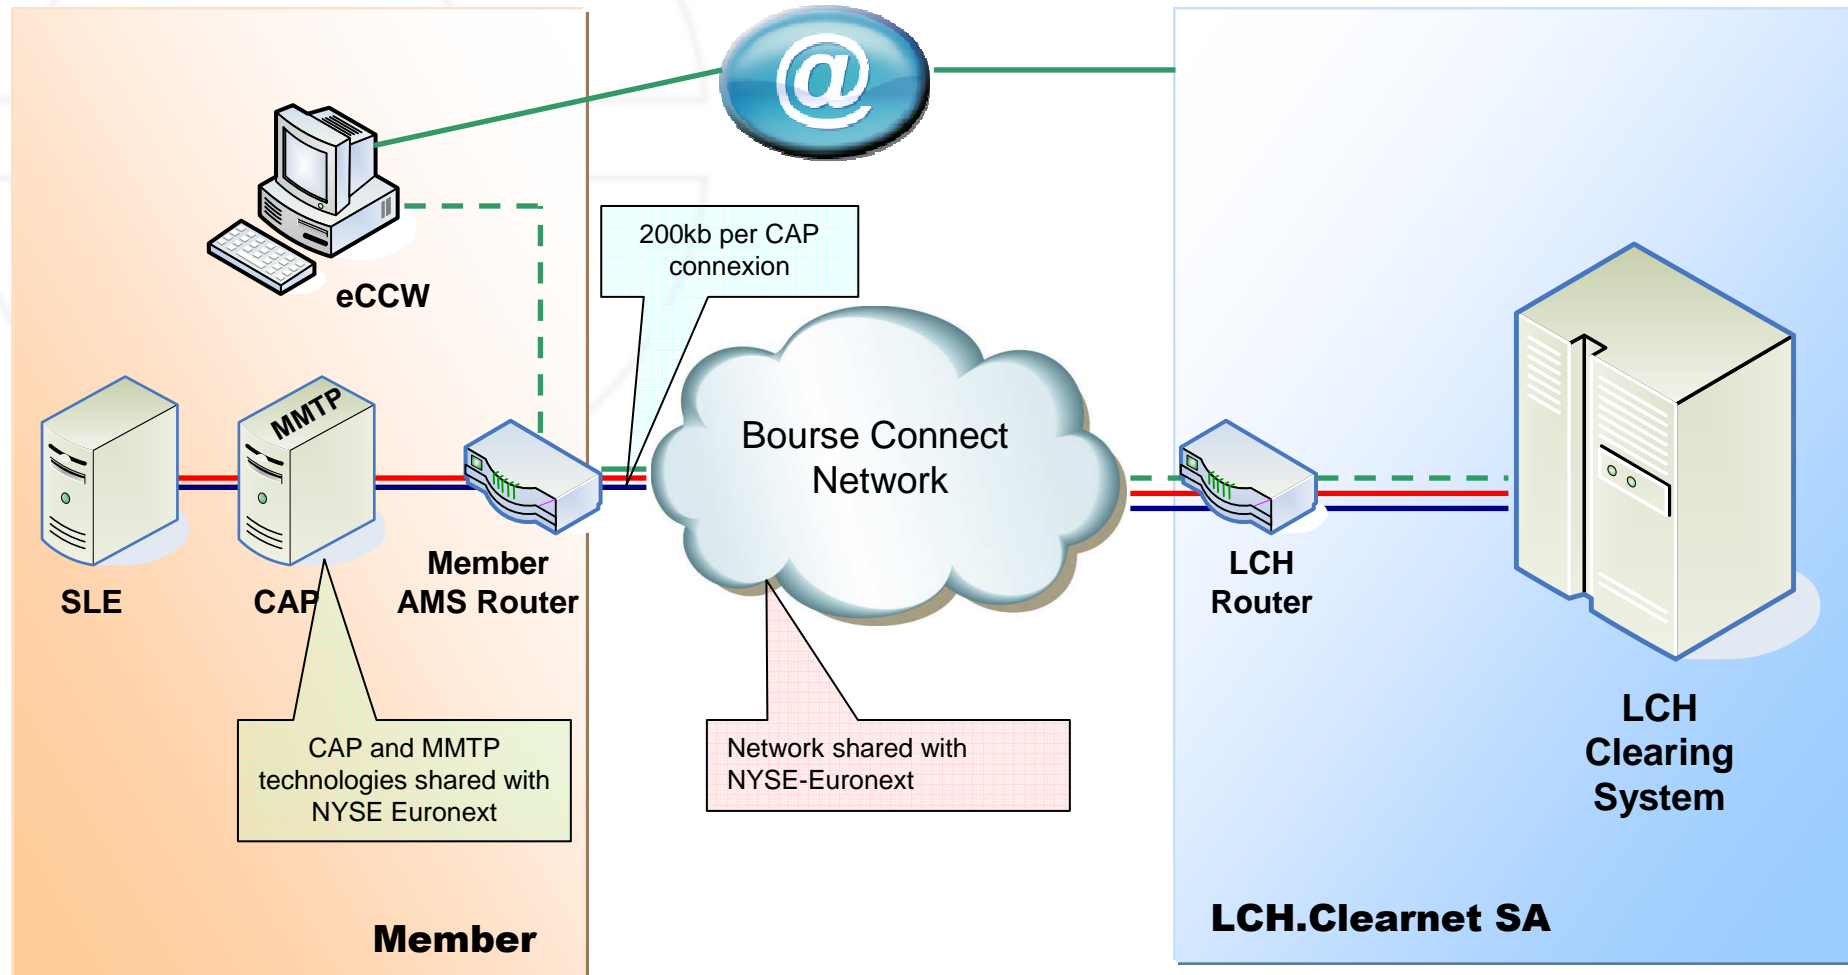 @
200kb per CAP
connexion
eCCW
MMTP
Bourse Connect
Network
SLE
CAP
Member
AMS Router
LCH
Router
CAP and MMTP
technologies shared with
NYSE Euronext
Network shared with
NYSE-Euronext
LCH
Clearing
System
Member
LCH.Clearnet SA